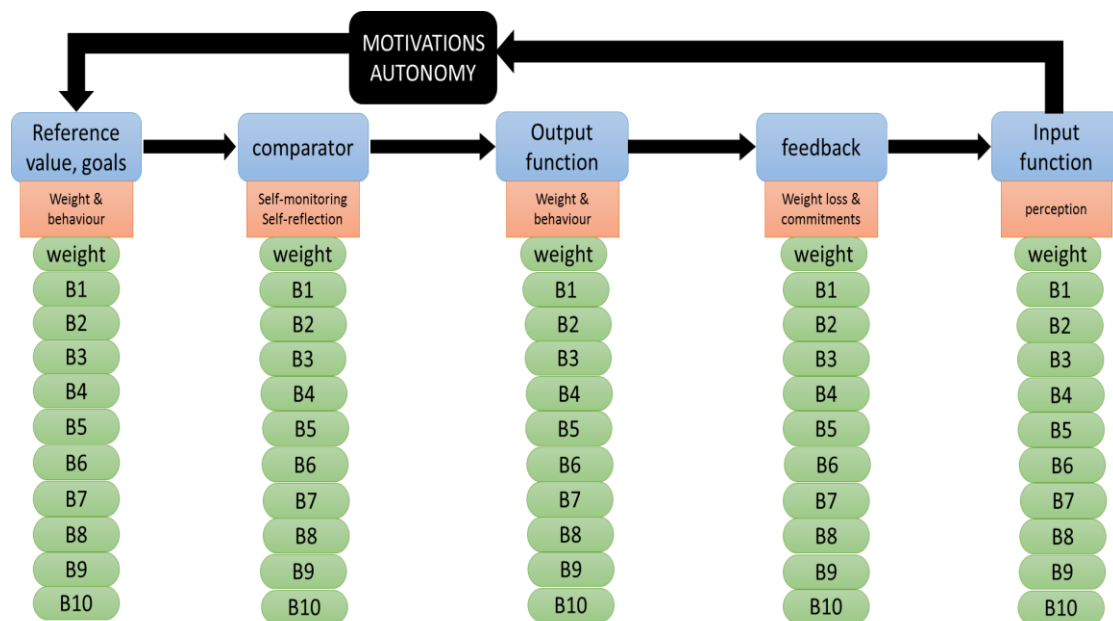 MOTIVATIONS
AUTONOMY
Reference
value, goals
comparator
Output
function
feedback
Input
function
Weight &
behaviour
Self-monitoring
Self-reflection
Weight &
behaviour
Weight loss &
commitments
perception
weight
weight
weight
weight
weight
B1
B1
B1
B1
B1
B2
B2
B2
B2
B2
B3
B3
B3
B3
B3
B4
B4
B4
B4
B4
B5
B5
B5
B5
B5
B6
B6
B6
B6
B6
B7
B7
B7
B7
B7
B8
B8
B8
B8
B8
B9
B9
B9
B9
B9
B10
B10
B10
B10
B10